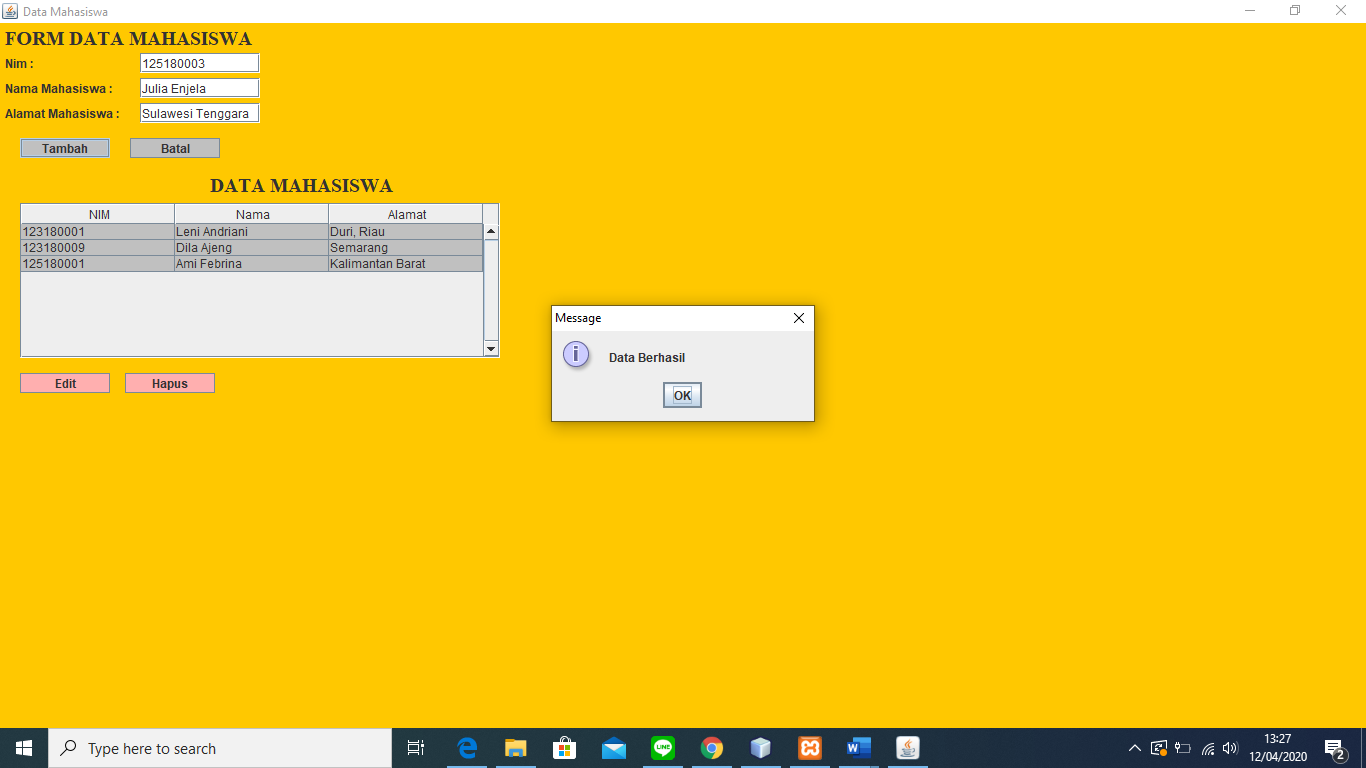 Data Mahasiswa
FORM DATA MAHASISWA
Nim : 125180003
Nama Mahasiswa : Julia Enjela
Alamat Mahasiswa : Sulawesi Tenggara
Tambah Batal
DATA MAHASISWA
NIM Nama Alamat
123180001 Leni Andriani Duri, Riau
123180009 Dila Ajeng Semarang
125180001 Ami Febrina Kalimantan Barat
Edit Hapus
Message
Data Berhasil
OK
Type here to search
LINE
W
13:27
12/04/2020
2